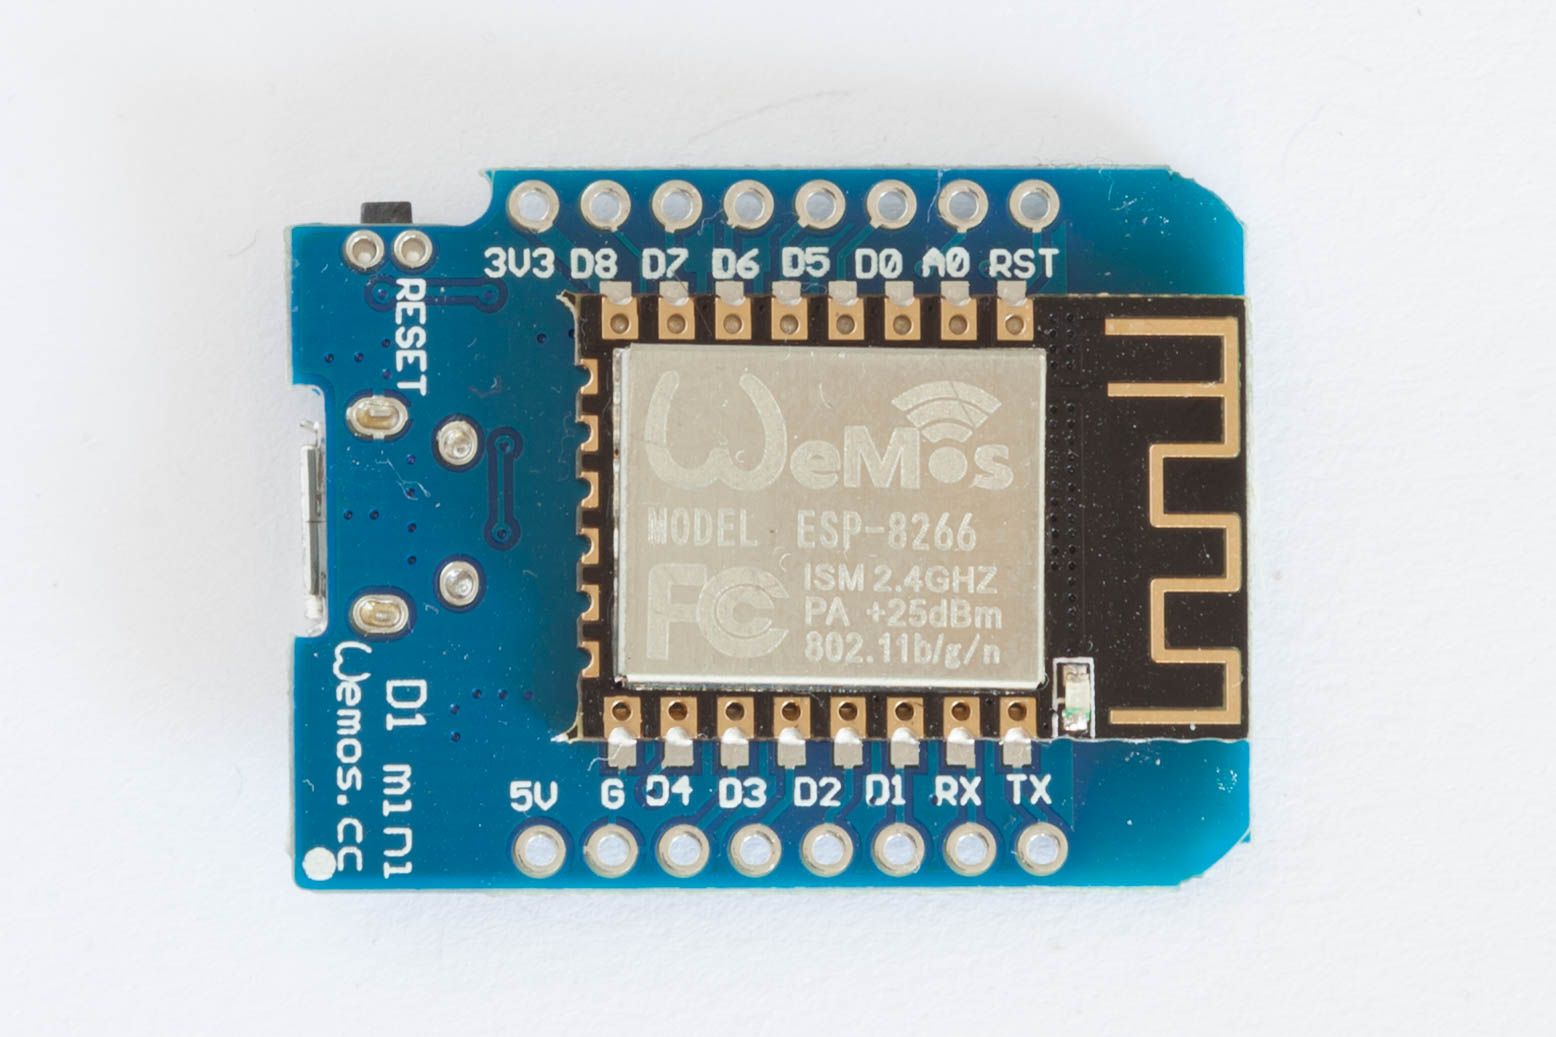 3V3 D8 D7 D6 D5 D0 A0 RST
RESET
WeMos
MODEL ESP-8266
FCC
ISM 2.4GHZ
PA +25dBm
802.11b/g/n
D1 mini
Wemos.cc
5V G D4 D3 D2 D1 RX TX